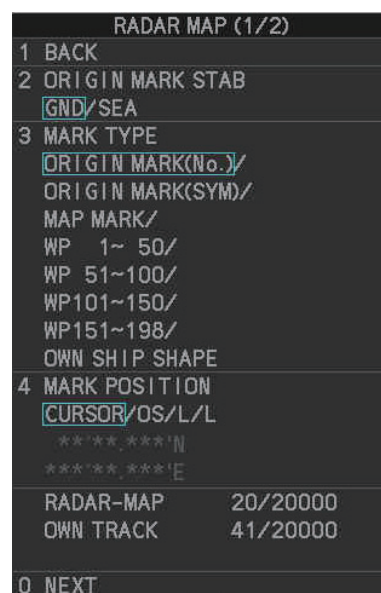 RADAR MAP (1/2)
1 BACK
2 ORIGIN MARK STAB
GND/SEA
3 MARK TYPE
ORIGIN MARK(No.)/
ORIGIN MARK(SYM)/
MAP MARK/
WP 1~ 50/
WP 51~100/
WP101~150/
WP151~198/
OWN SHIP SHAPE
4 MARK POSITION
CURSOR/OS/L/L
**°**.***'N
***°**.***'E
RADAR-MAP 20/20000
OWN TRACK 41/20000
0 NEXT